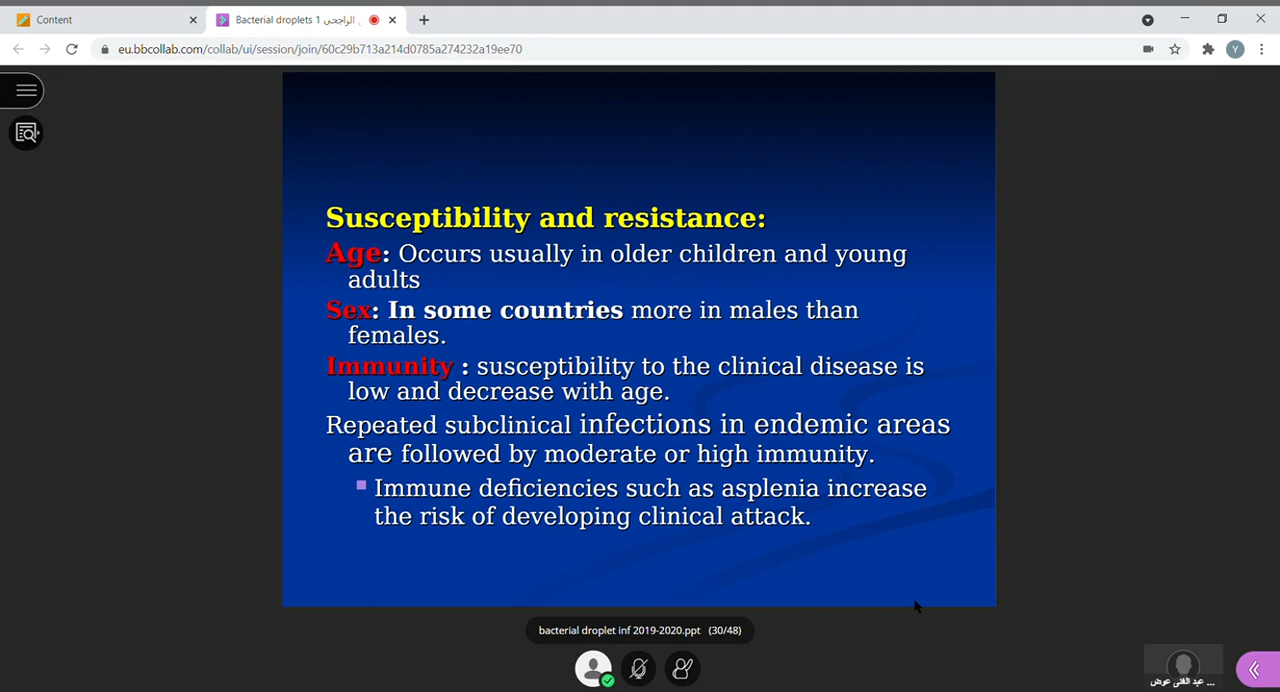 Content
Bacterial droplets 1 الراجحى
eu.bbcollab.com/collab/ui/session/join/60c29b713a214d0785a274232a19ee70
Y
Susceptibility and resistance:
Age: Occurs usually in older children and young
adults
Sex: In some countries more in males than
females.
Immunity : susceptibility to the clinical disease is
low and decrease with age.
Repeated subclinical infections in endemic areas
are followed by moderate or high immunity.
Immune deficiencies such as asplenia increase
the risk of developing clinical attack.
bacterial droplet inf 2019-2020.ppt (30/48)
عبد الغنى عوض ...